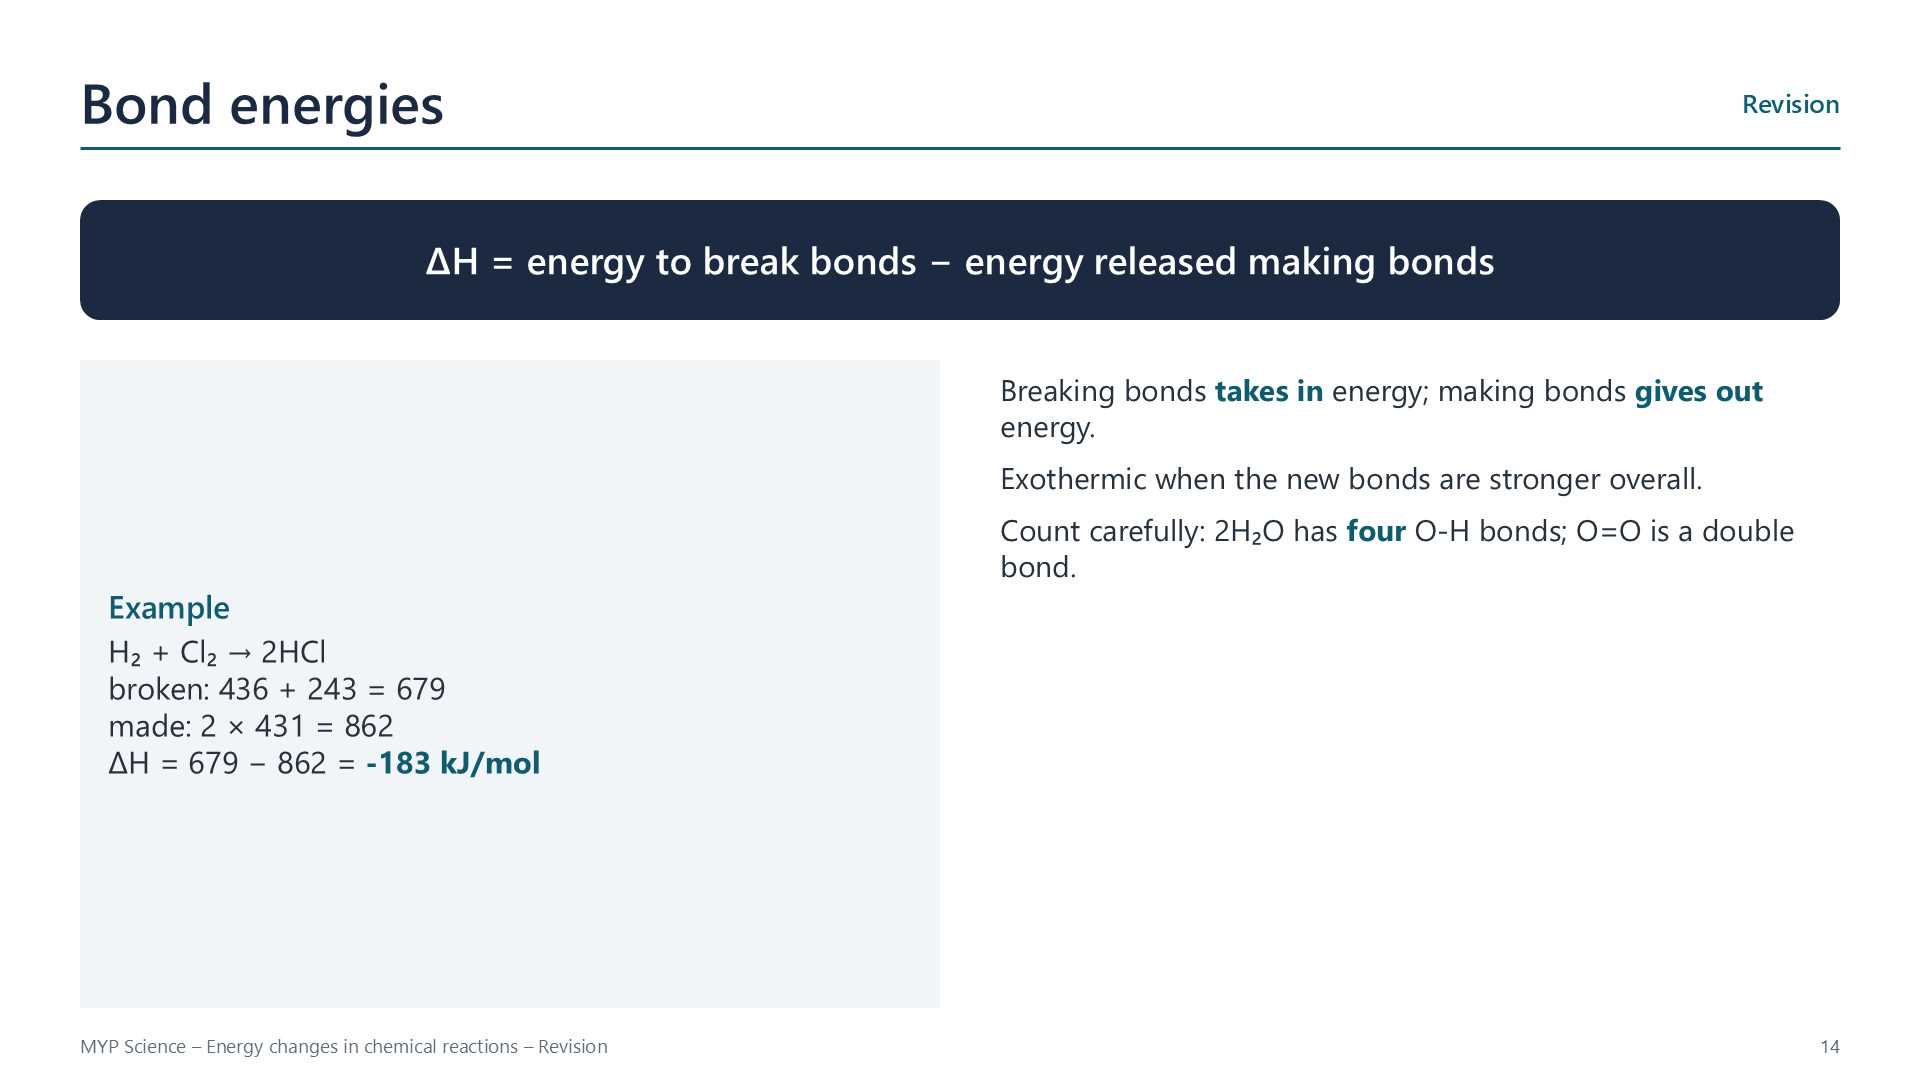 Bond energies
Revision
ΔH = energy to break bonds − energy released making bonds
Example
H₂ + Cl₂ → 2HCl
broken: 436 + 243 = 679
made: 2 × 431 = 862
ΔH = 679 − 862 = -183 kJ/mol
Breaking bonds takes in energy; making bonds gives out
energy.
Exothermic when the new bonds are stronger overall.
Count carefully: 2H₂O has four O-H bonds; O=O is a double
bond.
MYP Science – Energy changes in chemical reactions – Revision
14